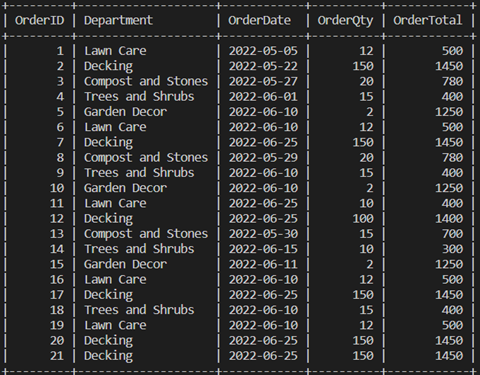 | OrderID | Department | OrderDate | OrderQty | OrderTotal |
| 1 | Lawn Care | 2022-05-05 | 12 | 500 |
| 2 | Decking | 2022-05-22 | 150 | 1450 |
| 3 | Compost and Stones | 2022-05-27 | 20 | 780 |
| 4 | Trees and Shrubs | 2022-06-01 | 15 | 400 |
| 5 | Garden Decor | 2022-06-10 | 2 | 1250 |
| 6 | Lawn Care | 2022-06-10 | 12 | 500 |
| 7 | Decking | 2022-06-25 | 150 | 1450 |
| 8 | Compost and Stones | 2022-05-29 | 20 | 780 |
| 9 | Trees and Shrubs | 2022-06-10 | 15 | 400 |
| 10 | Garden Decor | 2022-06-10 | 2 | 1250 |
| 11 | Lawn Care | 2022-06-25 | 10 | 400 |
| 12 | Decking | 2022-06-25 | 100 | 1400 |
| 13 | Compost and Stones | 2022-05-30 | 15 | 700 |
| 14 | Trees and Shrubs | 2022-06-15 | 10 | 300 |
| 15 | Garden Decor | 2022-06-11 | 2 | 1250 |
| 16 | Lawn Care | 2022-06-10 | 12 | 500 |
| 17 | Decking | 2022-06-25 | 150 | 1450 |
| 18 | Trees and Shrubs | 2022-06-10 | 15 | 400 |
| 19 | Lawn Care | 2022-06-10 | 12 | 500 |
| 20 | Decking | 2022-06-25 | 150 | 1450 |
| 21 | Decking | 2022-06-25 | 150 | 1450 |